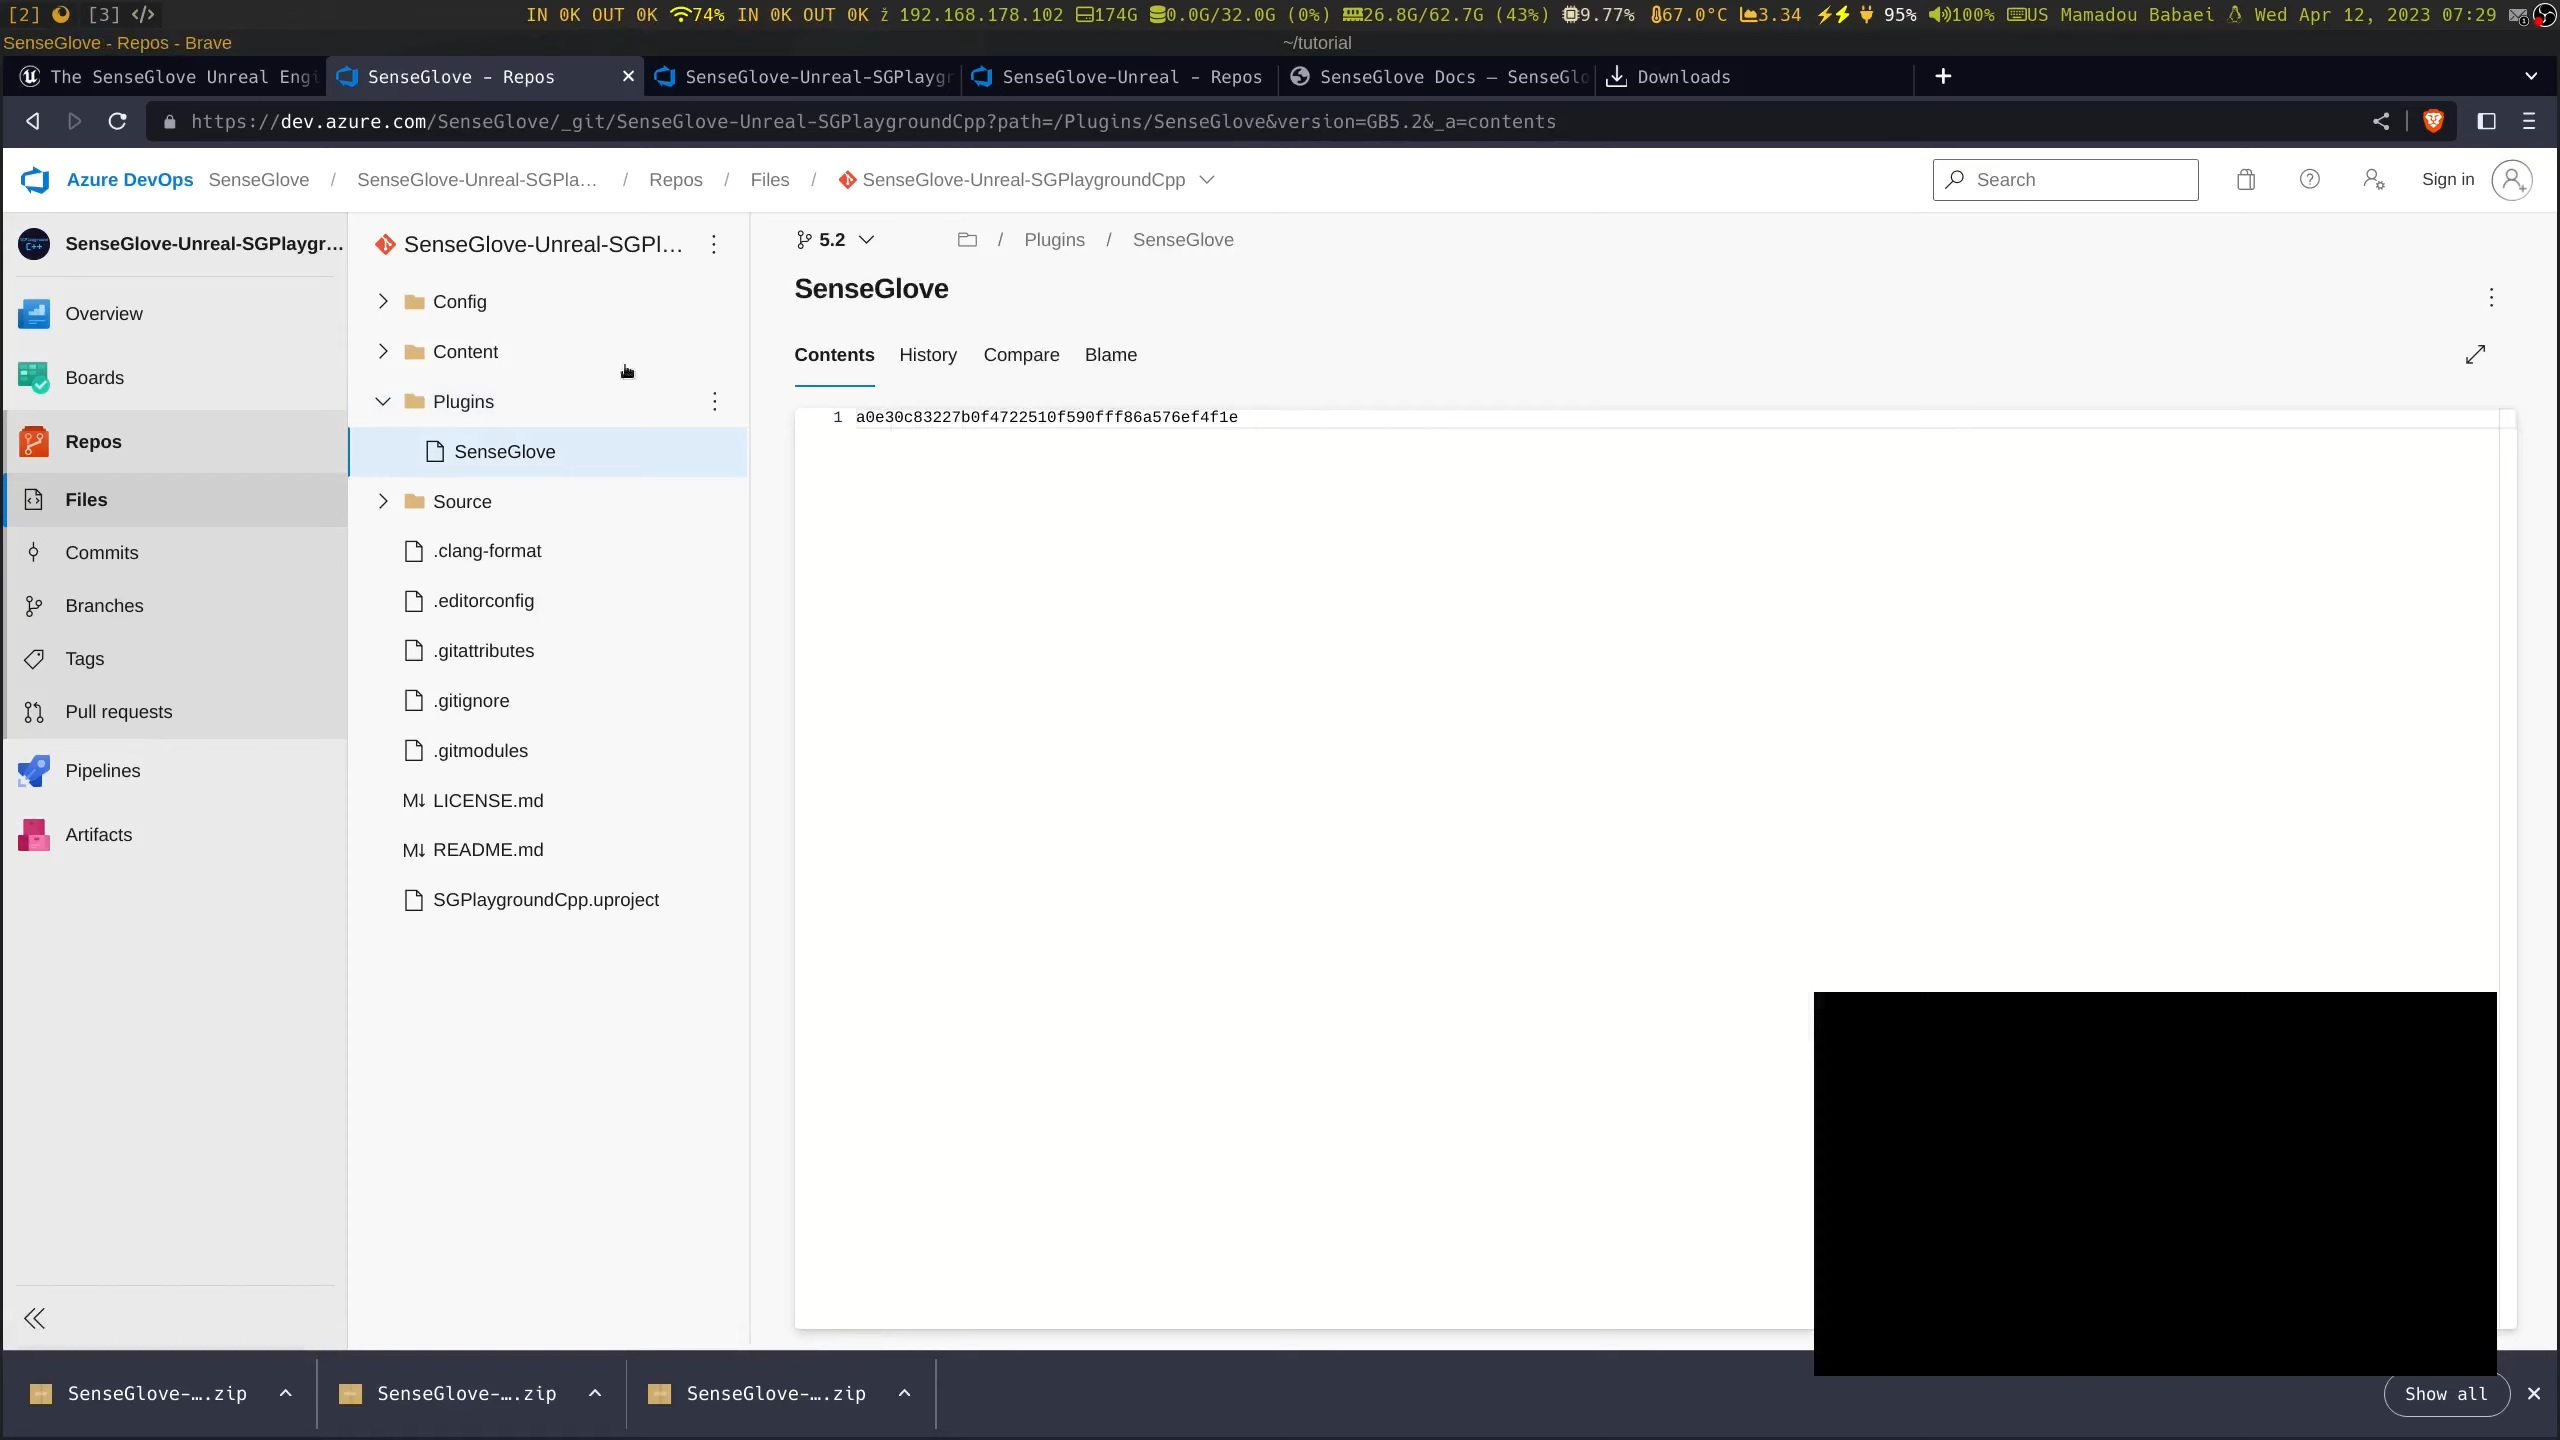 [2] [3] </> IN 0K OUT 0K 74% IN 0K OUT 0K ż 192.168.178.102 174G 0.0G/32.0G (0%) 26.8G/62.7G (43%) 9.77% 67.0°C 3.34 95% 100% US Mamadou Babaei Wed Apr 12, 2023 07:29
SenseGlove - Repos - Brave ~/tutorial
The SenseGlove Unreal Engi SenseGlove - Repos SenseGlove-Unreal-SGPlaygr SenseGlove-Unreal - Repos SenseGlove Docs — SenseGlo Downloads
https://dev.azure.com/SenseGlove/_git/SenseGlove-Unreal-SGPlaygroundCpp?path=/Plugins/SenseGlove&version=GB5.2&_a=contents
Azure DevOps SenseGlove / SenseGlove-Unreal-SGPla... / Repos / Files / SenseGlove-Unreal-SGPlaygroundCpp Search Sign in
SenseGlove-Unreal-SGPlaygr...
Overview
Boards
Repos
Files
Commits
Branches
Tags
Pull requests
Pipelines
Artifacts
SenseGlove-Unreal-SGPl...
Config
Content
Plugins
SenseGlove
Source
.clang-format
.editorconfig
.gitattributes
.gitignore
.gitmodules
M↓ LICENSE.md
M↓ README.md
SGPlaygroundCpp.uproject
5.2 / Plugins / SenseGlove
SenseGlove
Contents History Compare Blame
1 a0e30c83227b0f4722510f590fff86a576ef4f1e
SenseGlove-….zip SenseGlove-….zip SenseGlove-….zip Show all